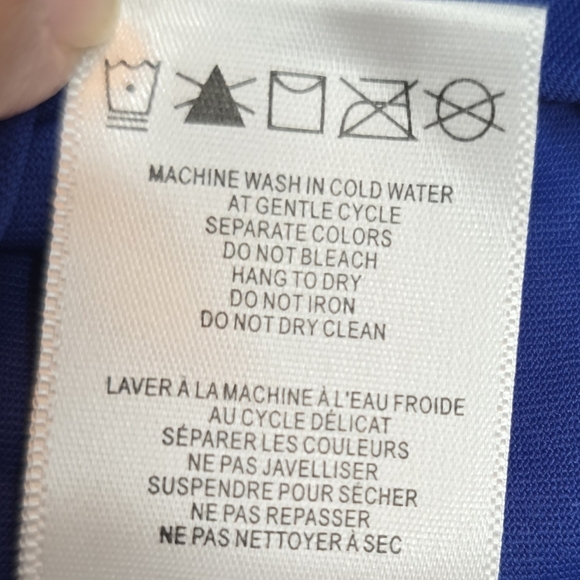 MACHINE WASH IN COLD WATER
AT GENTLE CYCLE
SEPARATE COLORS
DO NOT BLEACH
HANG TO DRY
DO NOT IRON
DO NOT DRY CLEAN
LAVER À LA MACHINE À L'EAU FROIDE
AU CYCLE DÉLICAT
SÉPARER LES COULEURS
NE PAS JAVELLISER
SUSPENDRE POUR SÉCHER
NE PAS REPASSER
NE PAS NETTOYER À SEC